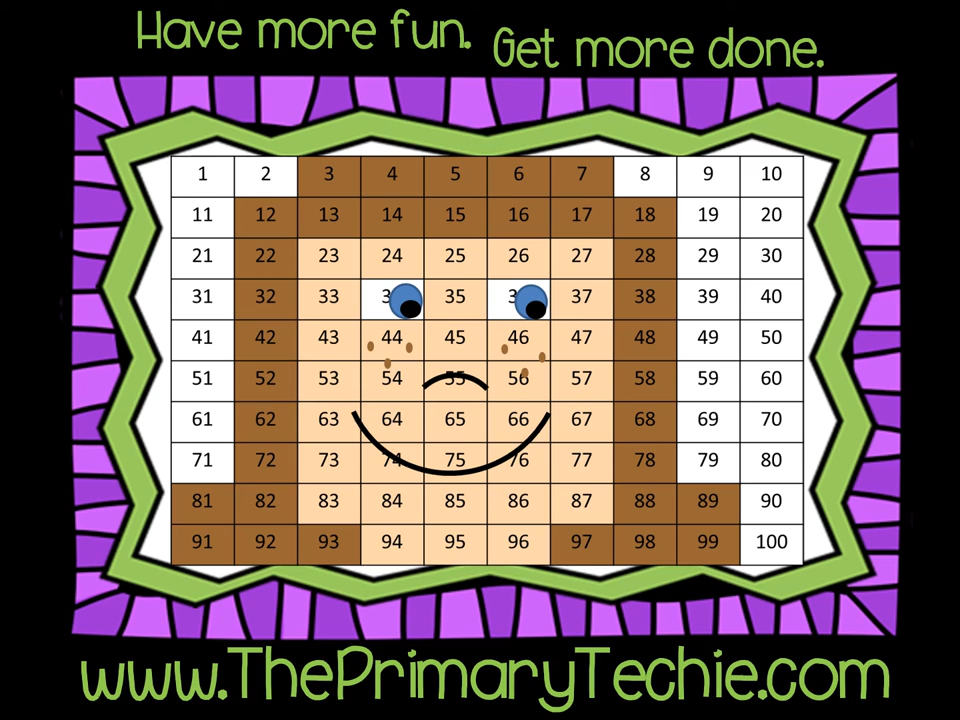 Have more fun. Get more done.
1 2 3 4 5 6 7 8 9 10
11 12 13 14 15 16 17 18 19 20
21 22 23 24 25 26 27 28 29 30
31 32 33 3 35 3 37 38 39 40
41 42 43 44 45 46 47 48 49 50
51 52 53 54 55 56 57 58 59 60
61 62 63 64 65 66 67 68 69 70
71 72 73 74 75 76 77 78 79 80
81 82 83 84 85 86 87 88 89 90
91 92 93 94 95 96 97 98 99 100
www.ThePrimaryTechie.com